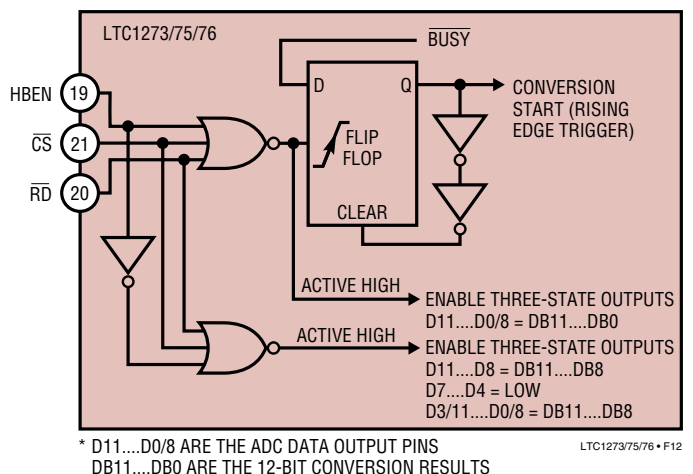 LTC1273/75/76
BUSY
HBEN 19
CS 21
RD 20
D
Q
FLIP
FLOP
CLEAR
CONVERSION
START (RISING
EDGE TRIGGER)
ACTIVE HIGH
ENABLE THREE-STATE OUTPUTS
D11....D0/8 = DB11....DB0
ACTIVE HIGH
ENABLE THREE-STATE OUTPUTS
D11....D8 = DB11....DB8
D7....D4 = LOW
D3/11....D0/8 = DB11....DB8
* D11....D0/8 ARE THE ADC DATA OUTPUT PINS
DB11....DB0 ARE THE 12-BIT CONVERSION RESULTS
LTC1273/75/76 • F12